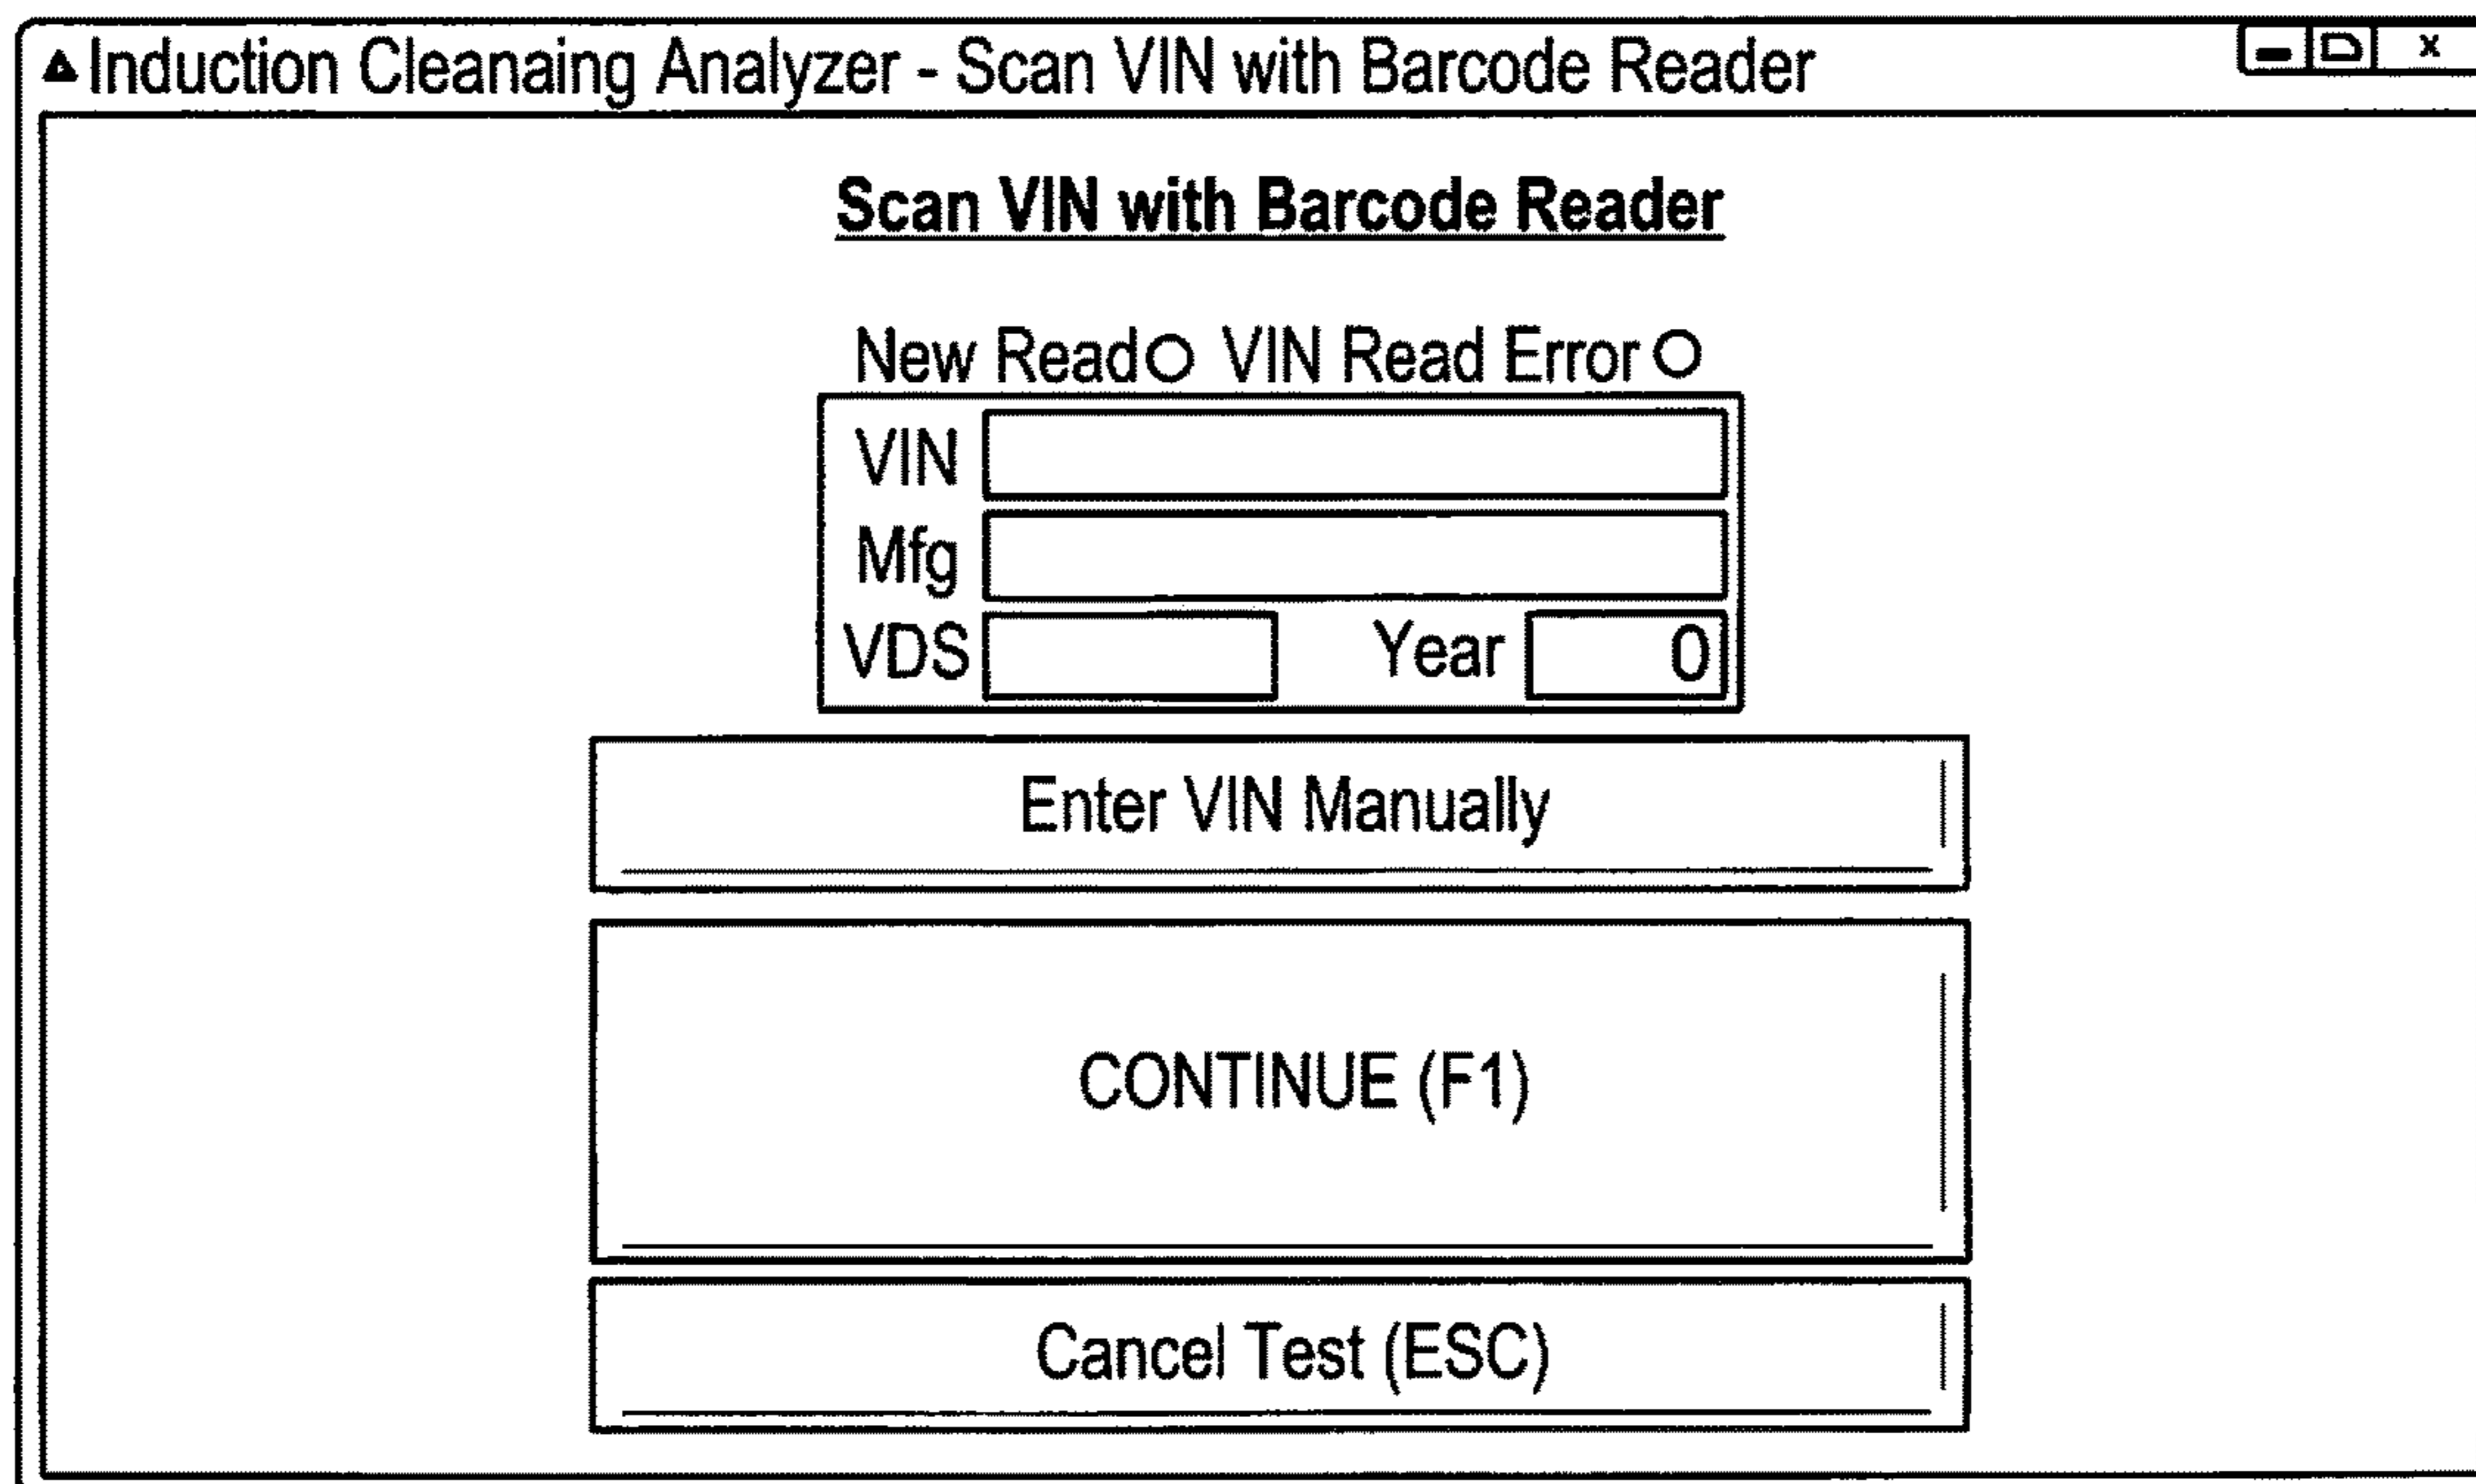 Induction Cleanaing Analyzer - Scan VIN with Barcode Reader x
Scan VIN with Barcode Reader
New Read VIN Read Error
VIN
Mfg
VDS Year 0
Enter VIN Manually
CONTINUE (F1)
Cancel Test (ESC)